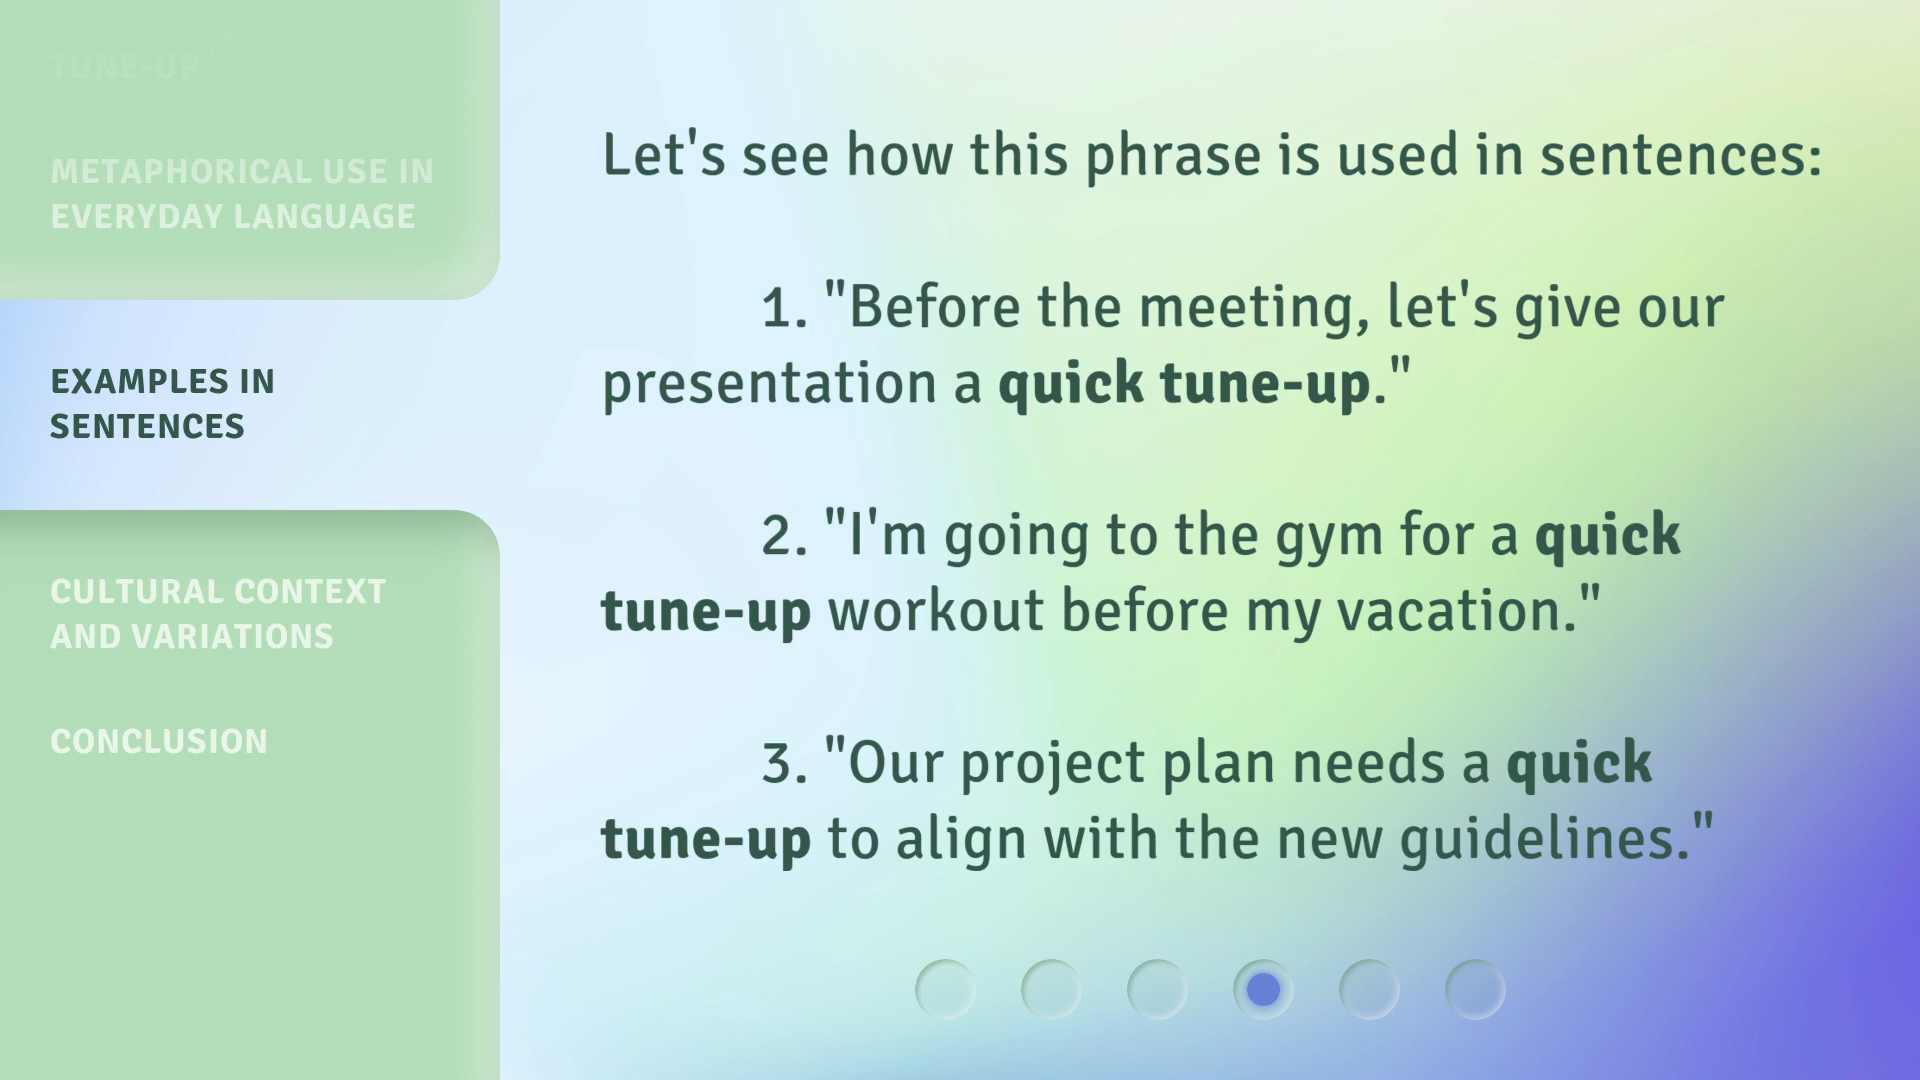 TUNE-UP"
METAPHORICAL USE IN
EVERYDAY LANGUAGE
EXAMPLES IN
SENTENCES
CULTURAL CONTEXT
AND VARIATIONS
CONCLUSION
Let's see how this phrase is used in sentences:
1. "Before the meeting, let's give our
presentation a quick tune-up."
2. "I'm going to the gym for a quick
tune-up workout before my vacation."
3. "Our project plan needs a quick
tune-up to align with the new guidelines."